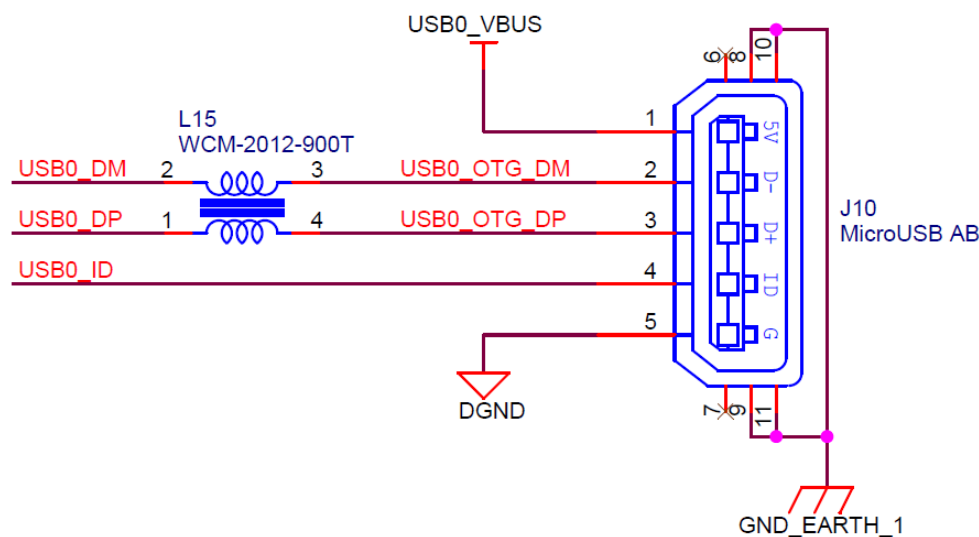 USB0_VBUS
6
8
10
L15
WCM-2012-900T
1
5V
USB0_DM
2
3
USB0_OTG_DM
2
D-
USB0_DP
1
4
USB0_OTG_DP
3
D+
J10
MicroUSB AB
USB0_ID
4
ID
5
G
DGND
7
9
11
GND_EARTH_1